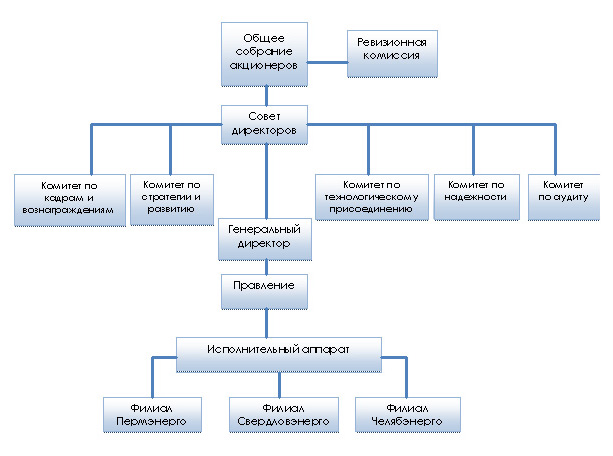 Общее
собрание
акционеров
Ревизионная
комиссия
Совет
директоров
Комитет по
кадрам и
вознаграждениям
Комитет по
стратегии и
развитию
Комитет по
технологическому
присоединению
Комитет по
надежности
Комитет
по аудиту
Генеральный
директор
Правление
Исполнительный аппарат
Филиал
Пермэнерго
Филиал
Свердловэнерго
Филиал
Челябэнерго